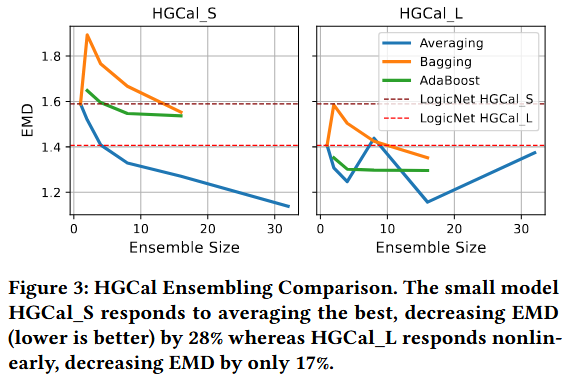 HGCal_S
HGCal_L
EMD
1.8
1.6
1.4
1.2
Averaging
Bagging
AdaBoost
LogicNet HGCal_S
LogicNet HGCal_L
0 10 20 30
0 10 20 30
Ensemble Size
Ensemble Size
Figure 3: HGCal Ensembling Comparison. The small model
HGCal_S responds to averaging the best, decreasing EMD
(lower is better) by 28% whereas HGCal_L responds nonlin-
early, decreasing EMD by only 17%.